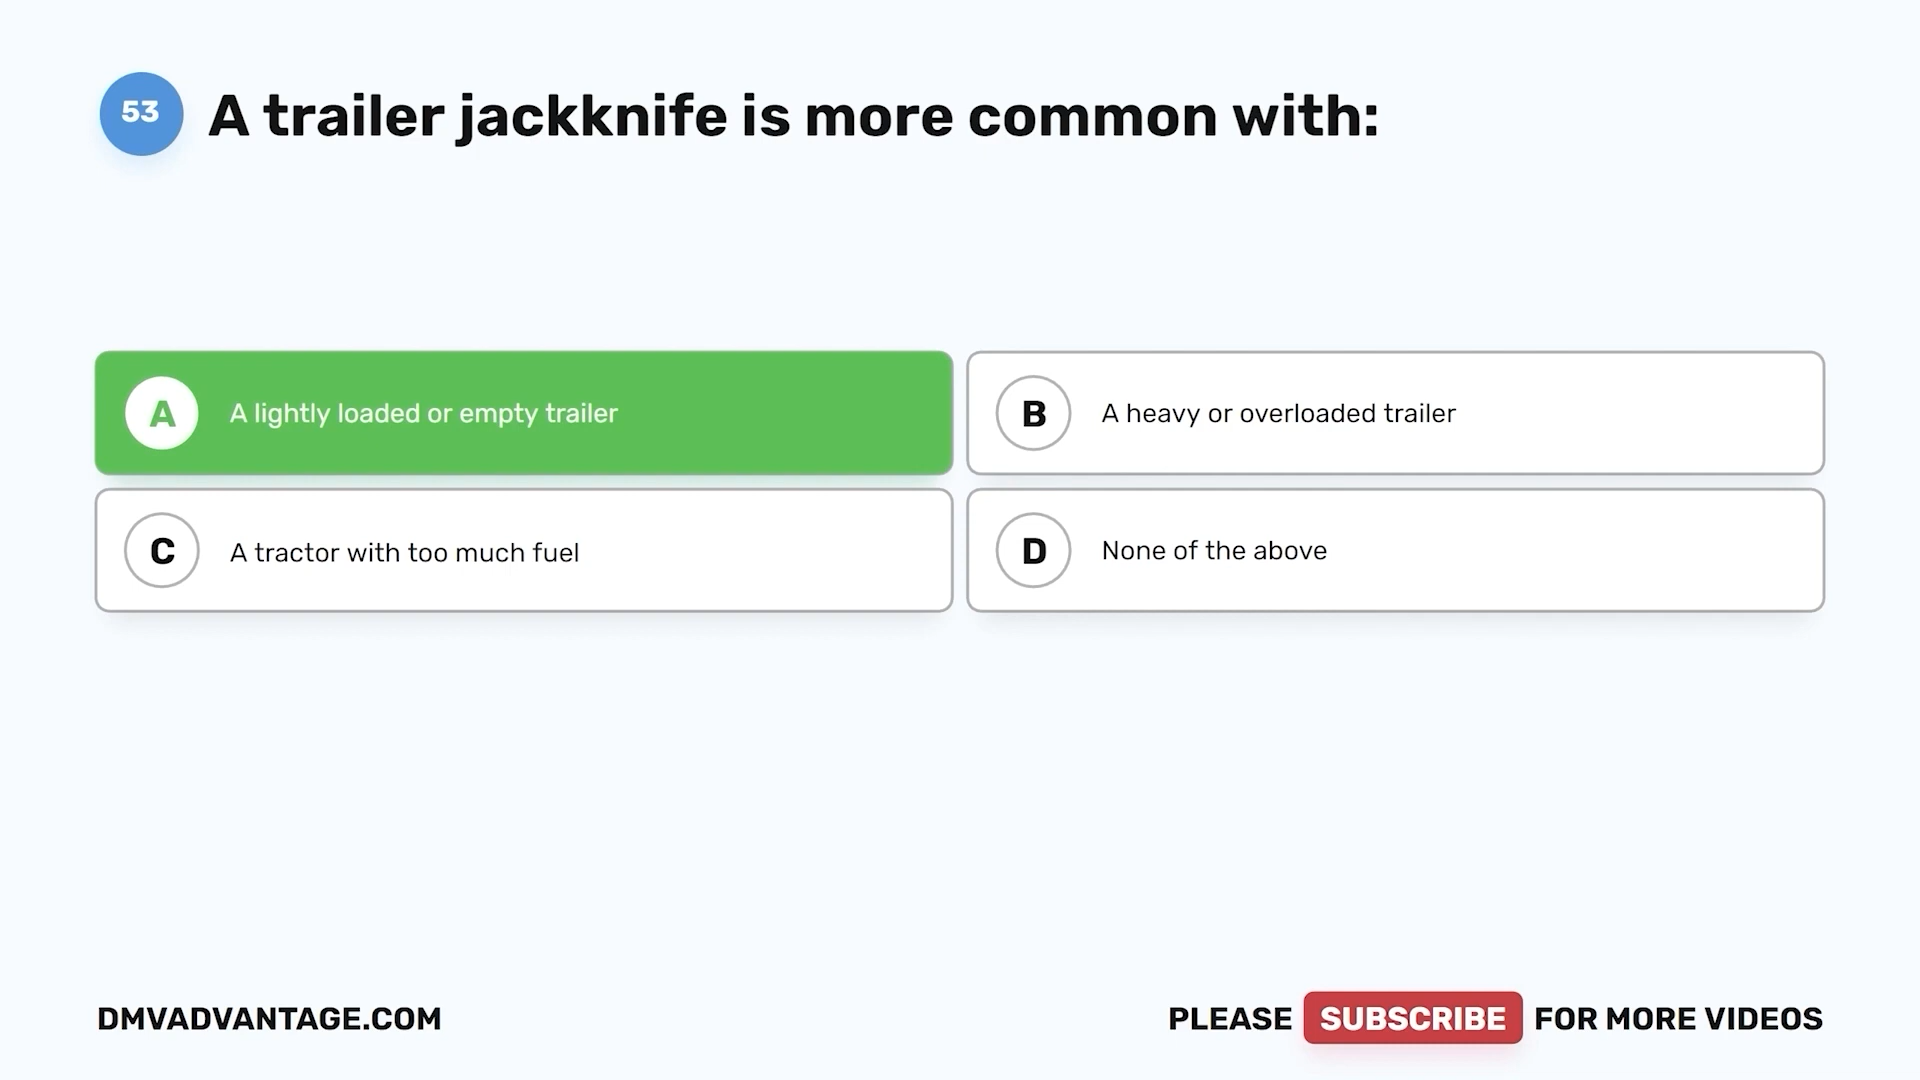 53 A trailer jackknife is more common with:
A A lightly loaded or empty trailer
B A heavy or overloaded trailer
C A tractor with too much fuel
D None of the above
DMVADVANTAGE.COM
PLEASE SUBSCRIBE FOR MORE VIDEOS